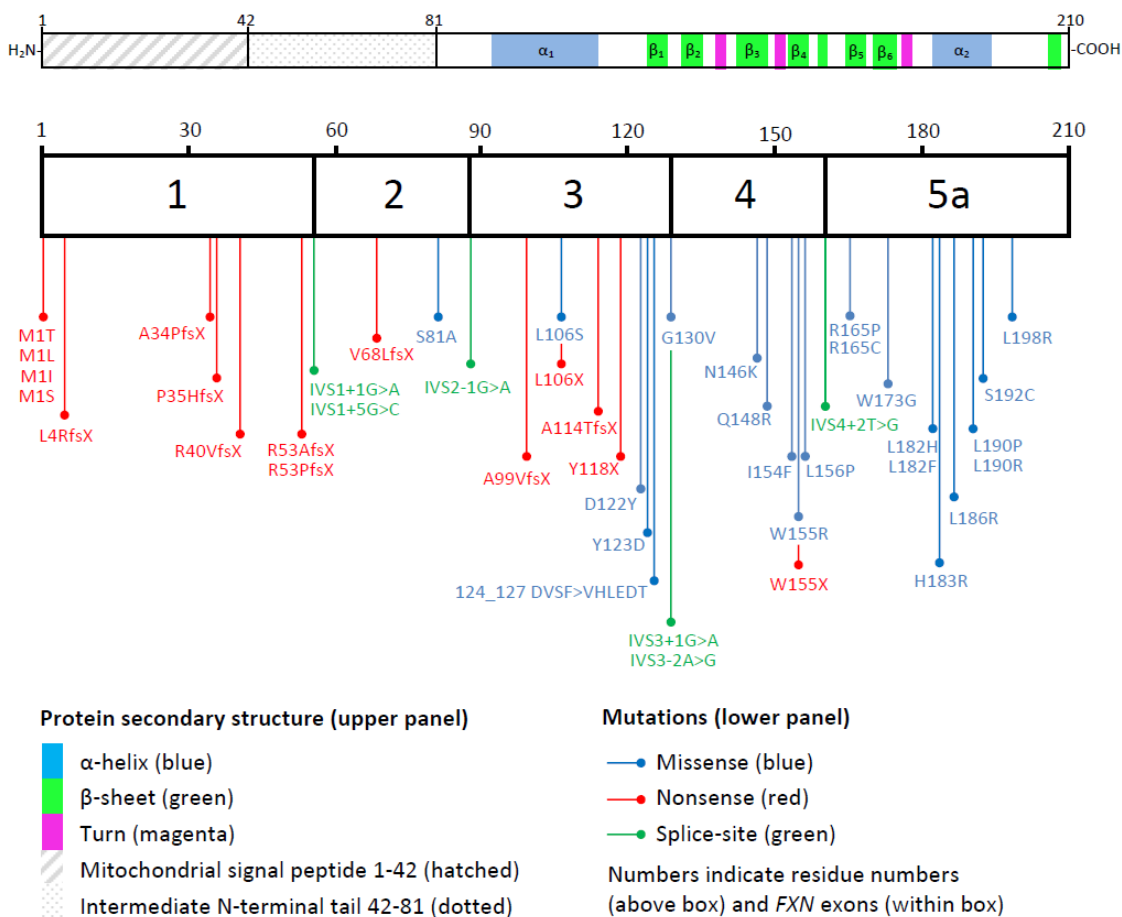 1 42 81 210
H₂N- α₁ β₁ β₂ β₃ β₄ β₅ β₆ α₂ -COOH
1 30 60 90 120 150 180 210
1 2 3 4 5a
M1T
M1L
M1I
M1S
L4RfsX
A34PfsX
P35HfsX
R40VfsX
R53AfsX
R53PfsX
IVS1+1G>A
IVS1+5G>C
V68LfsX
S81A
IVS2-1G>A
L106S
L106X
A99VfsX
A114TfsX
Y118X
D122Y
Y123D
124_127 DVSF>VHLEDT
G130V
IVS3+1G>A
IVS3-2A>G
N146K
Q148R
I154F
L156P
W155R
W155X
IVS4+2T>G
R165P
R165C
W173G
L182H
L182F
H183R
L186R
L190P
L190R
S192C
L198R
Protein secondary structure (upper panel)
α-helix (blue)
β-sheet (green)
Turn (magenta)
Mitochondrial signal peptide 1-42 (hatched)
Intermediate N-terminal tail 42-81 (dotted)
Mutations (lower panel)
Missense (blue)
Nonsense (red)
Splice-site (green)
Numbers indicate residue numbers
(above box) and FXN exons (within box)